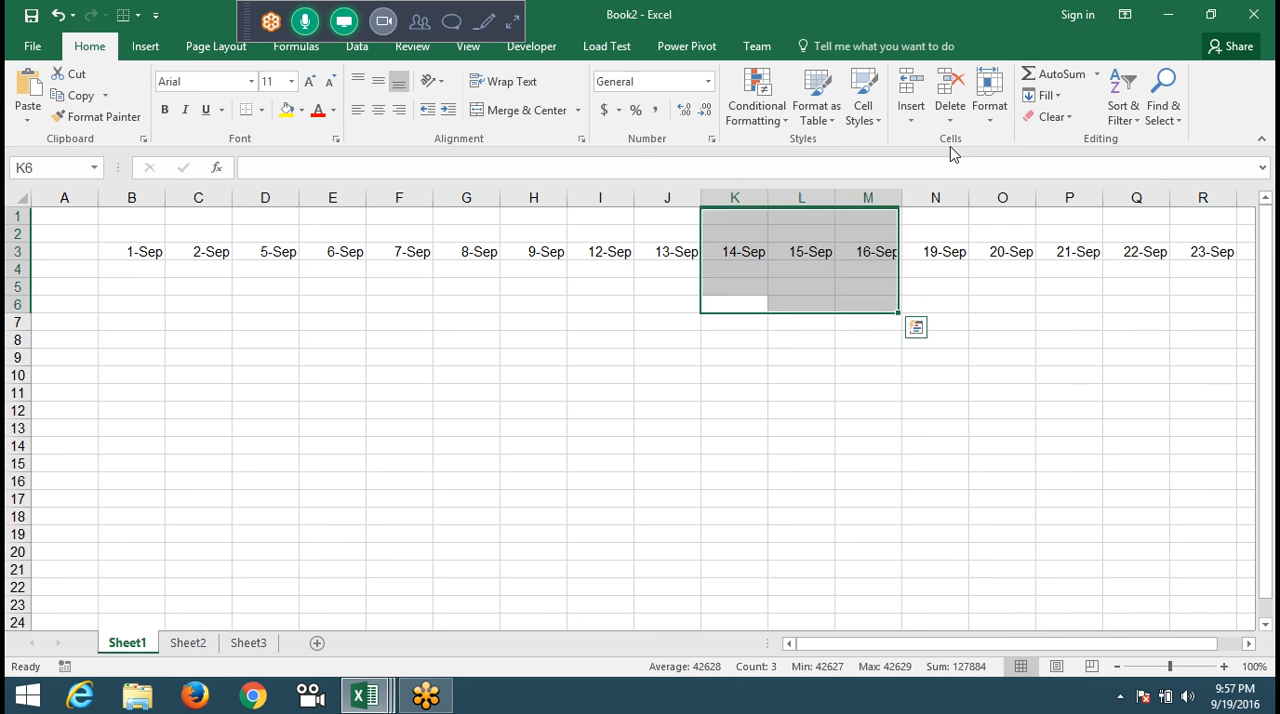 Book2 - Excel
Sign in
File Home Insert Page Layout Formulas Data Review View Developer Load Test Power Pivot Team Tell me what you want to do Share
Cut
Copy
Format Painter
Paste
Clipboard
Arial 11
B I U
Font
Wrap Text
Merge & Center
Alignment
General
$ % ,
Number
Conditional Formatting
Format as Table
Cell Styles
Styles
Insert
Delete
Format
Cells
AutoSum
Fill
Clear
Sort & Filter
Find & Select
Editing
K6
fx
A B C D E F G H I J K L M N O P Q R
1
2
3 1-Sep 2-Sep 5-Sep 6-Sep 7-Sep 8-Sep 9-Sep 12-Sep 13-Sep 14-Sep 15-Sep 16-Sep 19-Sep 20-Sep 21-Sep 22-Sep 23-Sep
4
5
6
7
8
9
10
11
12
13
14
15
16
17
18
19
20
21
22
23
24
Sheet1 Sheet2 Sheet3
Ready Average: 42628 Count: 3 Min: 42627 Max: 42629 Sum: 127884 100%
9:57 PM
9/19/2016